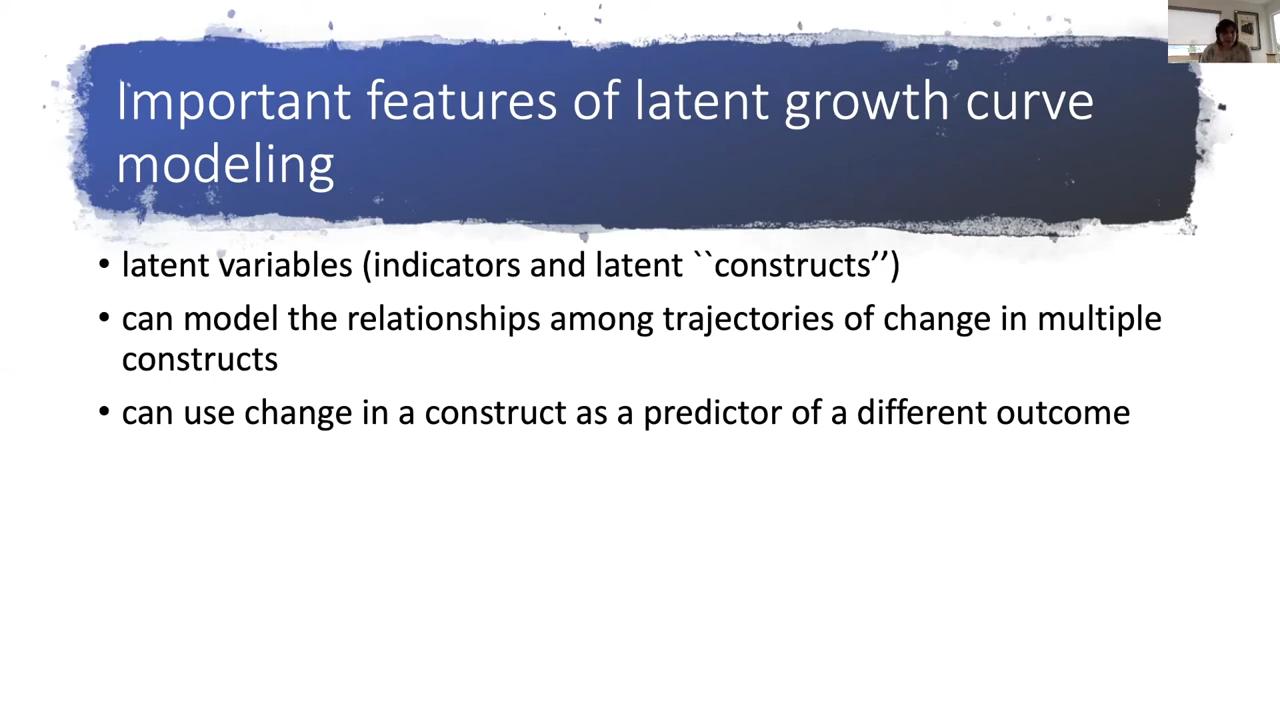 Important features of latent growth curve
modeling
• latent variables (indicators and latent ``constructs’’)
• can model the relationships among trajectories of change in multiple
constructs
• can use change in a construct as a predictor of a different outcome